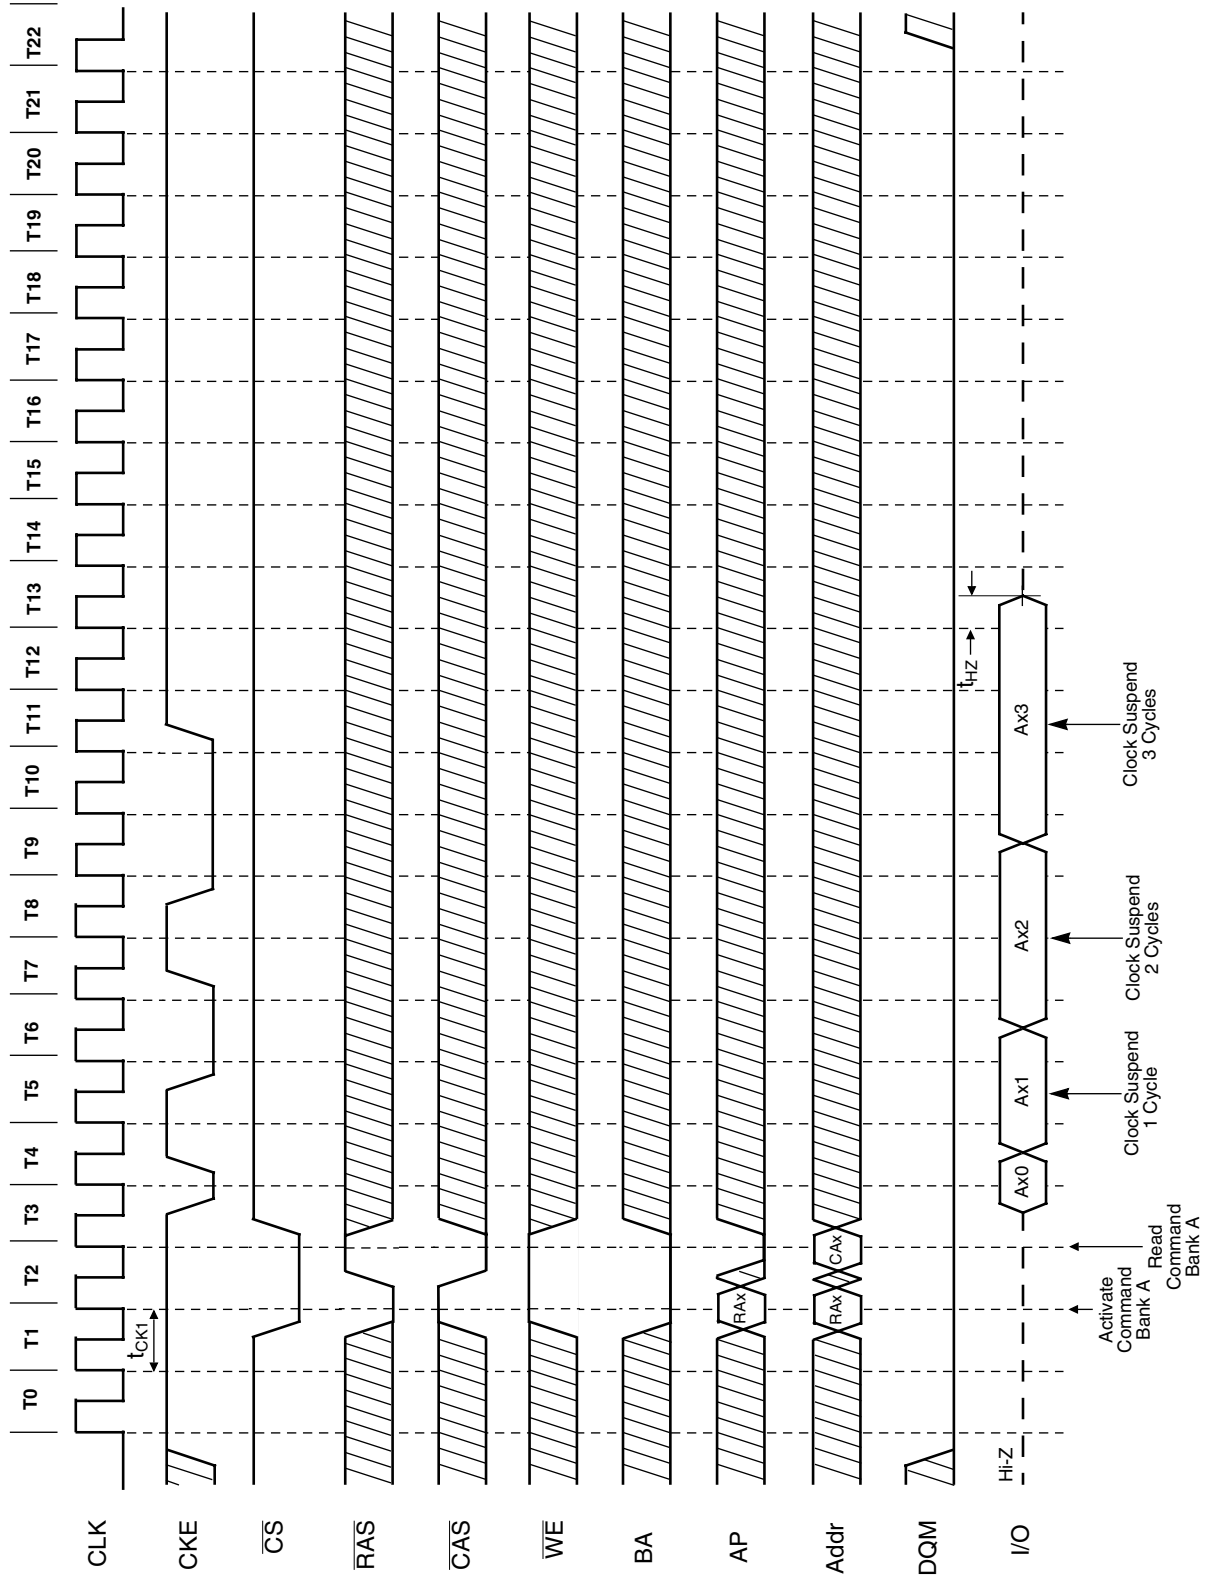 T0 T1 T2 T3 T4 T5 T6 T7 T8 T9 T10 T11 T12 T13 T14 T15 T16 T17 T18 T19 T20 T21 T22
CLK
tCK1
CKE
CS
RAS
CAS
WE
BA
AP
RAx
Addr
RAx CAx
DQM
tHZ
I/O
Hi-Z
Ax0 Ax1 Ax2 Ax3
Activate
Command
Bank A
Read
Command
Bank A
Clock Suspend
1 Cycle
Clock Suspend
2 Cycles
Clock Suspend
3 Cycles